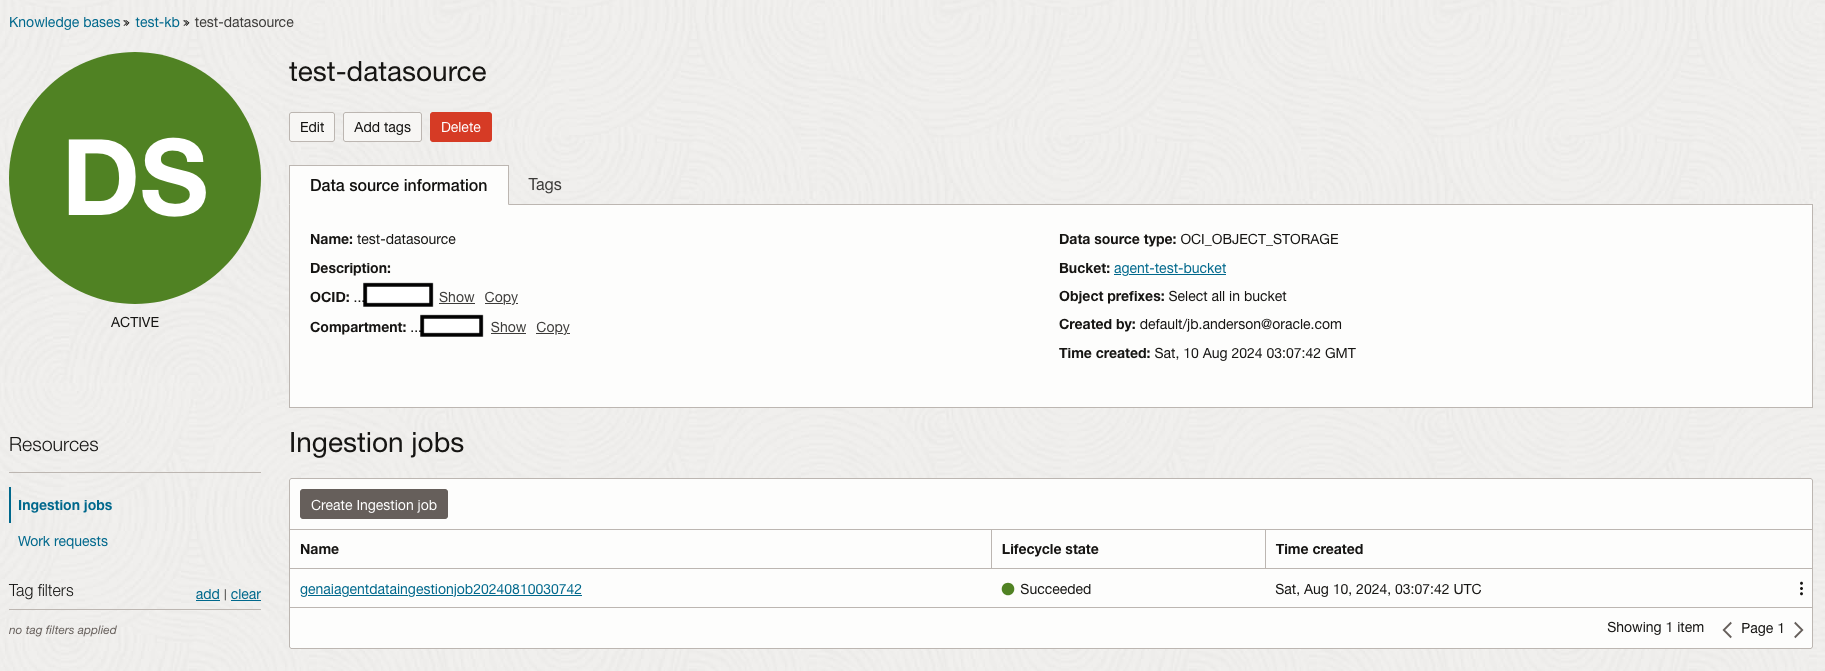 Knowledge bases » test-kb » test-datasource
DS
ACTIVE
test-datasource
Edit Add tags Delete
Data source information Tags
Name: test-datasource
Description:
OCID: ... Show Copy
Compartment: ... Show Copy
Data source type: OCI_OBJECT_STORAGE
Bucket: agent-test-bucket
Object prefixes: Select all in bucket
Created by: default/jb.anderson@oracle.com
Time created: Sat, 10 Aug 2024 03:07:42 GMT
Resources
Ingestion jobs
Work requests
Tag filters add | clear
no tag filters applied
Ingestion jobs
Create Ingestion job
Name Lifecycle state Time created
genaiagentdataingestionjob20240810030742 Succeeded Sat, Aug 10, 2024, 03:07:42 UTC
Showing 1 item Page 1